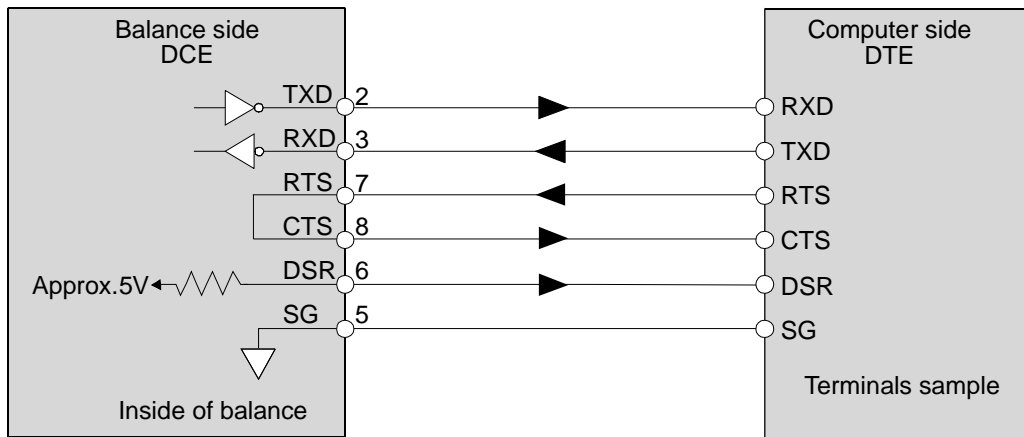 Balance side
DCE
Computer side
DTE
TXD 2
RXD
RXD 3
TXD
RTS 7
RTS
CTS 8
CTS
Approx.5V
DSR 6
DSR
SG 5
SG
Inside of balance
Terminals sample